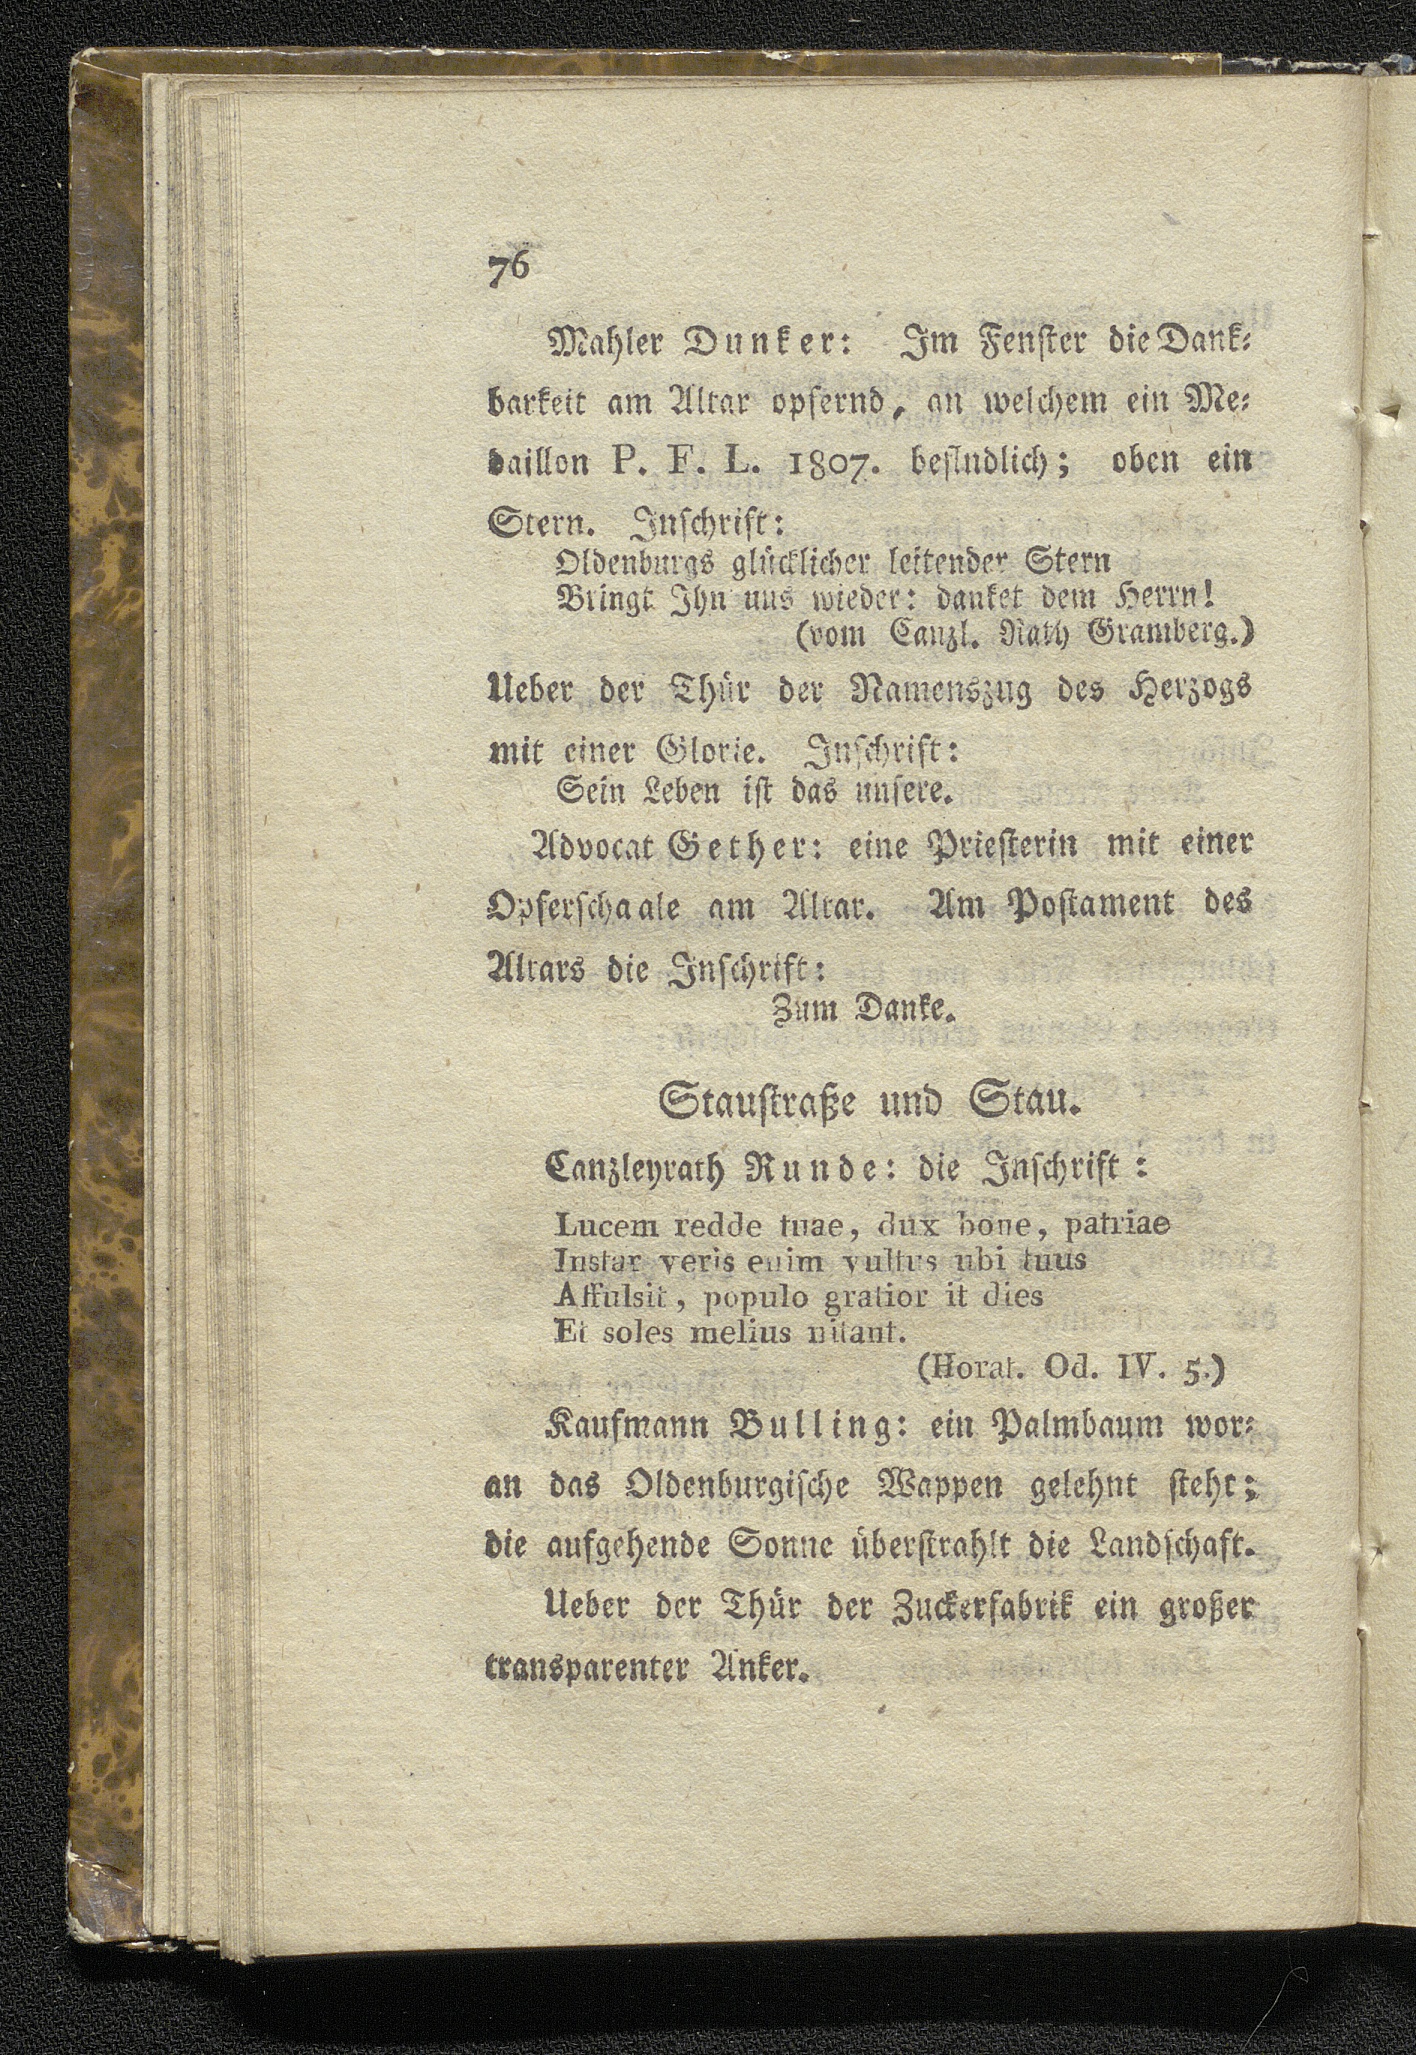 76
Mahler Dunker: Im Fenſter die Dank-
barkeit am Altar opfernd, an welchem ein Me-
daillon P. F. L. 1807. befindlich; oben ein
Stern. Inſchrift:
Oldenburgs glücklicher leitender Stern
Bringt Ihn uns wieder: danket dem Herrn!
(vom Canzl. Rath Gramberg.)
Ueber der Thür der Namenszug des Herzogs
mit einer Glorie. Inſchrift:
Sein Leben iſt das unſere.
Advocat Gether: eine Prieſterin mit einer
Opferſchaale am Altar. Am Poſtament des
Altars die Inſchrift:
Zum Danke.
Stauſtraße und Stau.
Canzleyrath Runde: die Inſchrift:
Lucem redde tuae, dux bone, patriae
Instar veris enim vultus ubi tuus
Affulsit, populo gratior it dies
Et soles melius nitant.
(Horat. Od. IV. 5.)
Kaufmann Bulling: ein Palmbaum wor-
an das Oldenburgiſche Wappen gelehnt ſteht;
die aufgehende Sonne überſtrahlt die Landſchaft.
Ueber der Thür der Zuckerfabrik ein großer
transparenter Anker.